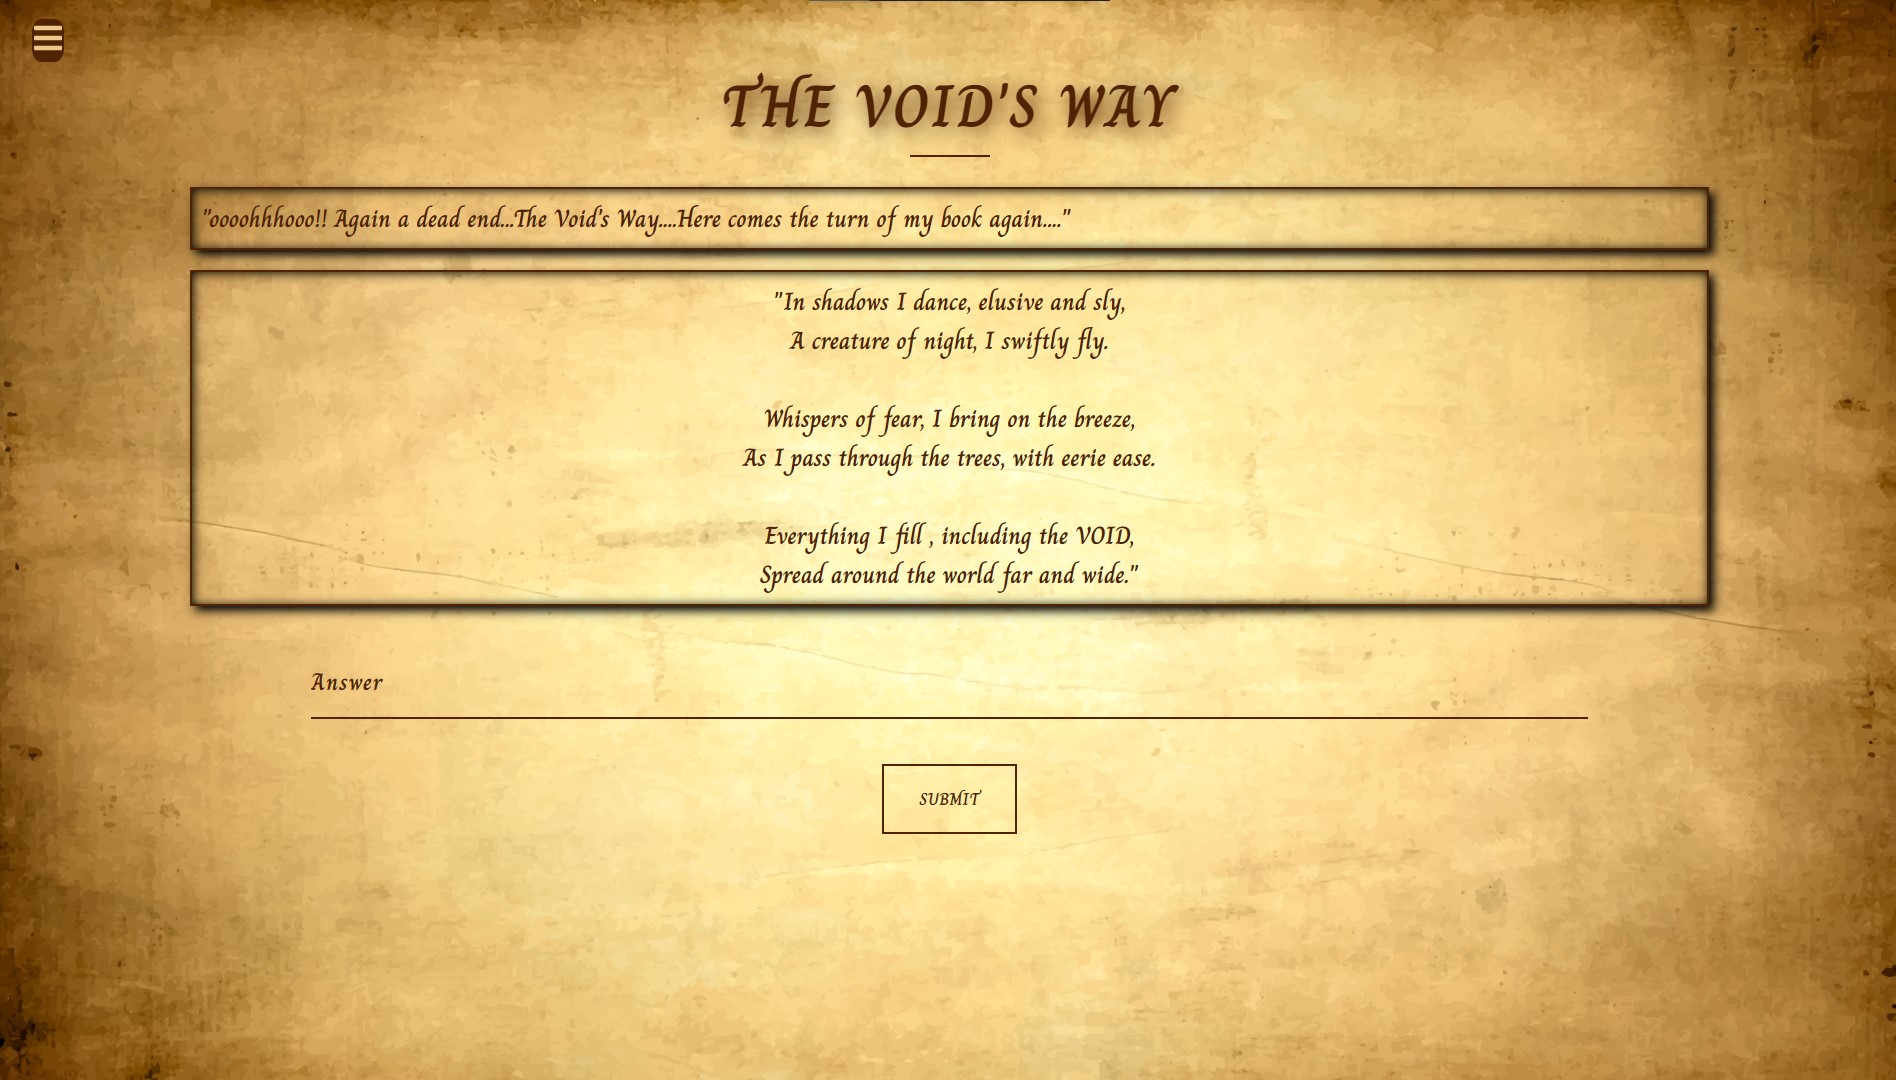 THE VOID'S WAY
"oooohhhooo!! Again a dead end...The Void's Way....Here comes the turn of my book again...."
"In shadows I dance, elusive and sly,
A creature of night, I swiftly fly.
Whispers of fear, I bring on the breeze,
As I pass through the trees, with eerie ease.
Everything I fill , including the VOID,
Spread around the world far and wide."
Answer
SUBMIT